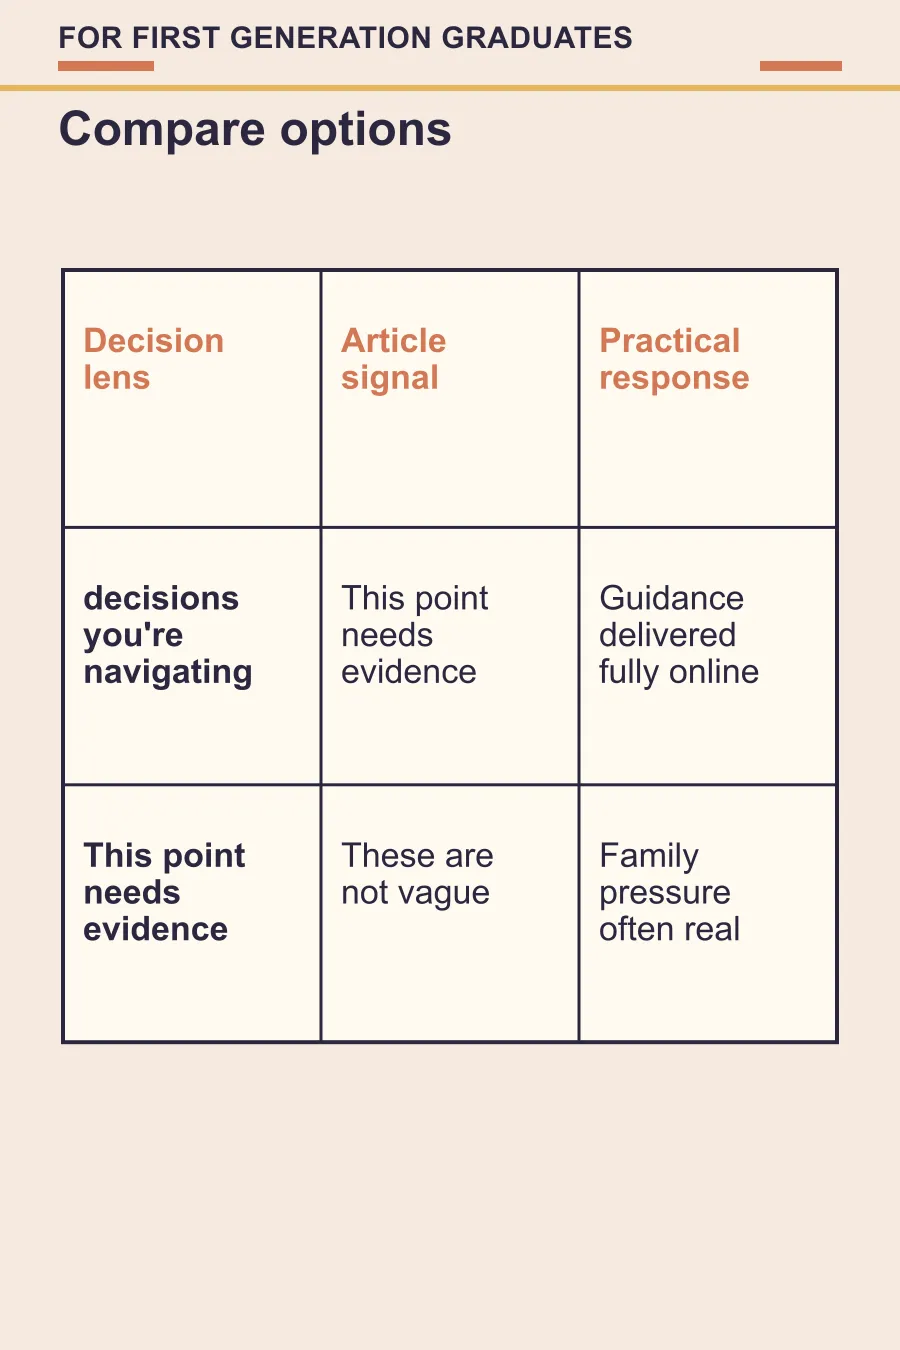 FOR FIRST GENERATION GRADUATES
Compare options
Decision
lens
Article
signal
Practical
response
decisions
you're
navigating
This point
needs
evidence
Guidance
delivered
fully online
This point
needs
evidence
These are
not vague
Family
pressure
often real